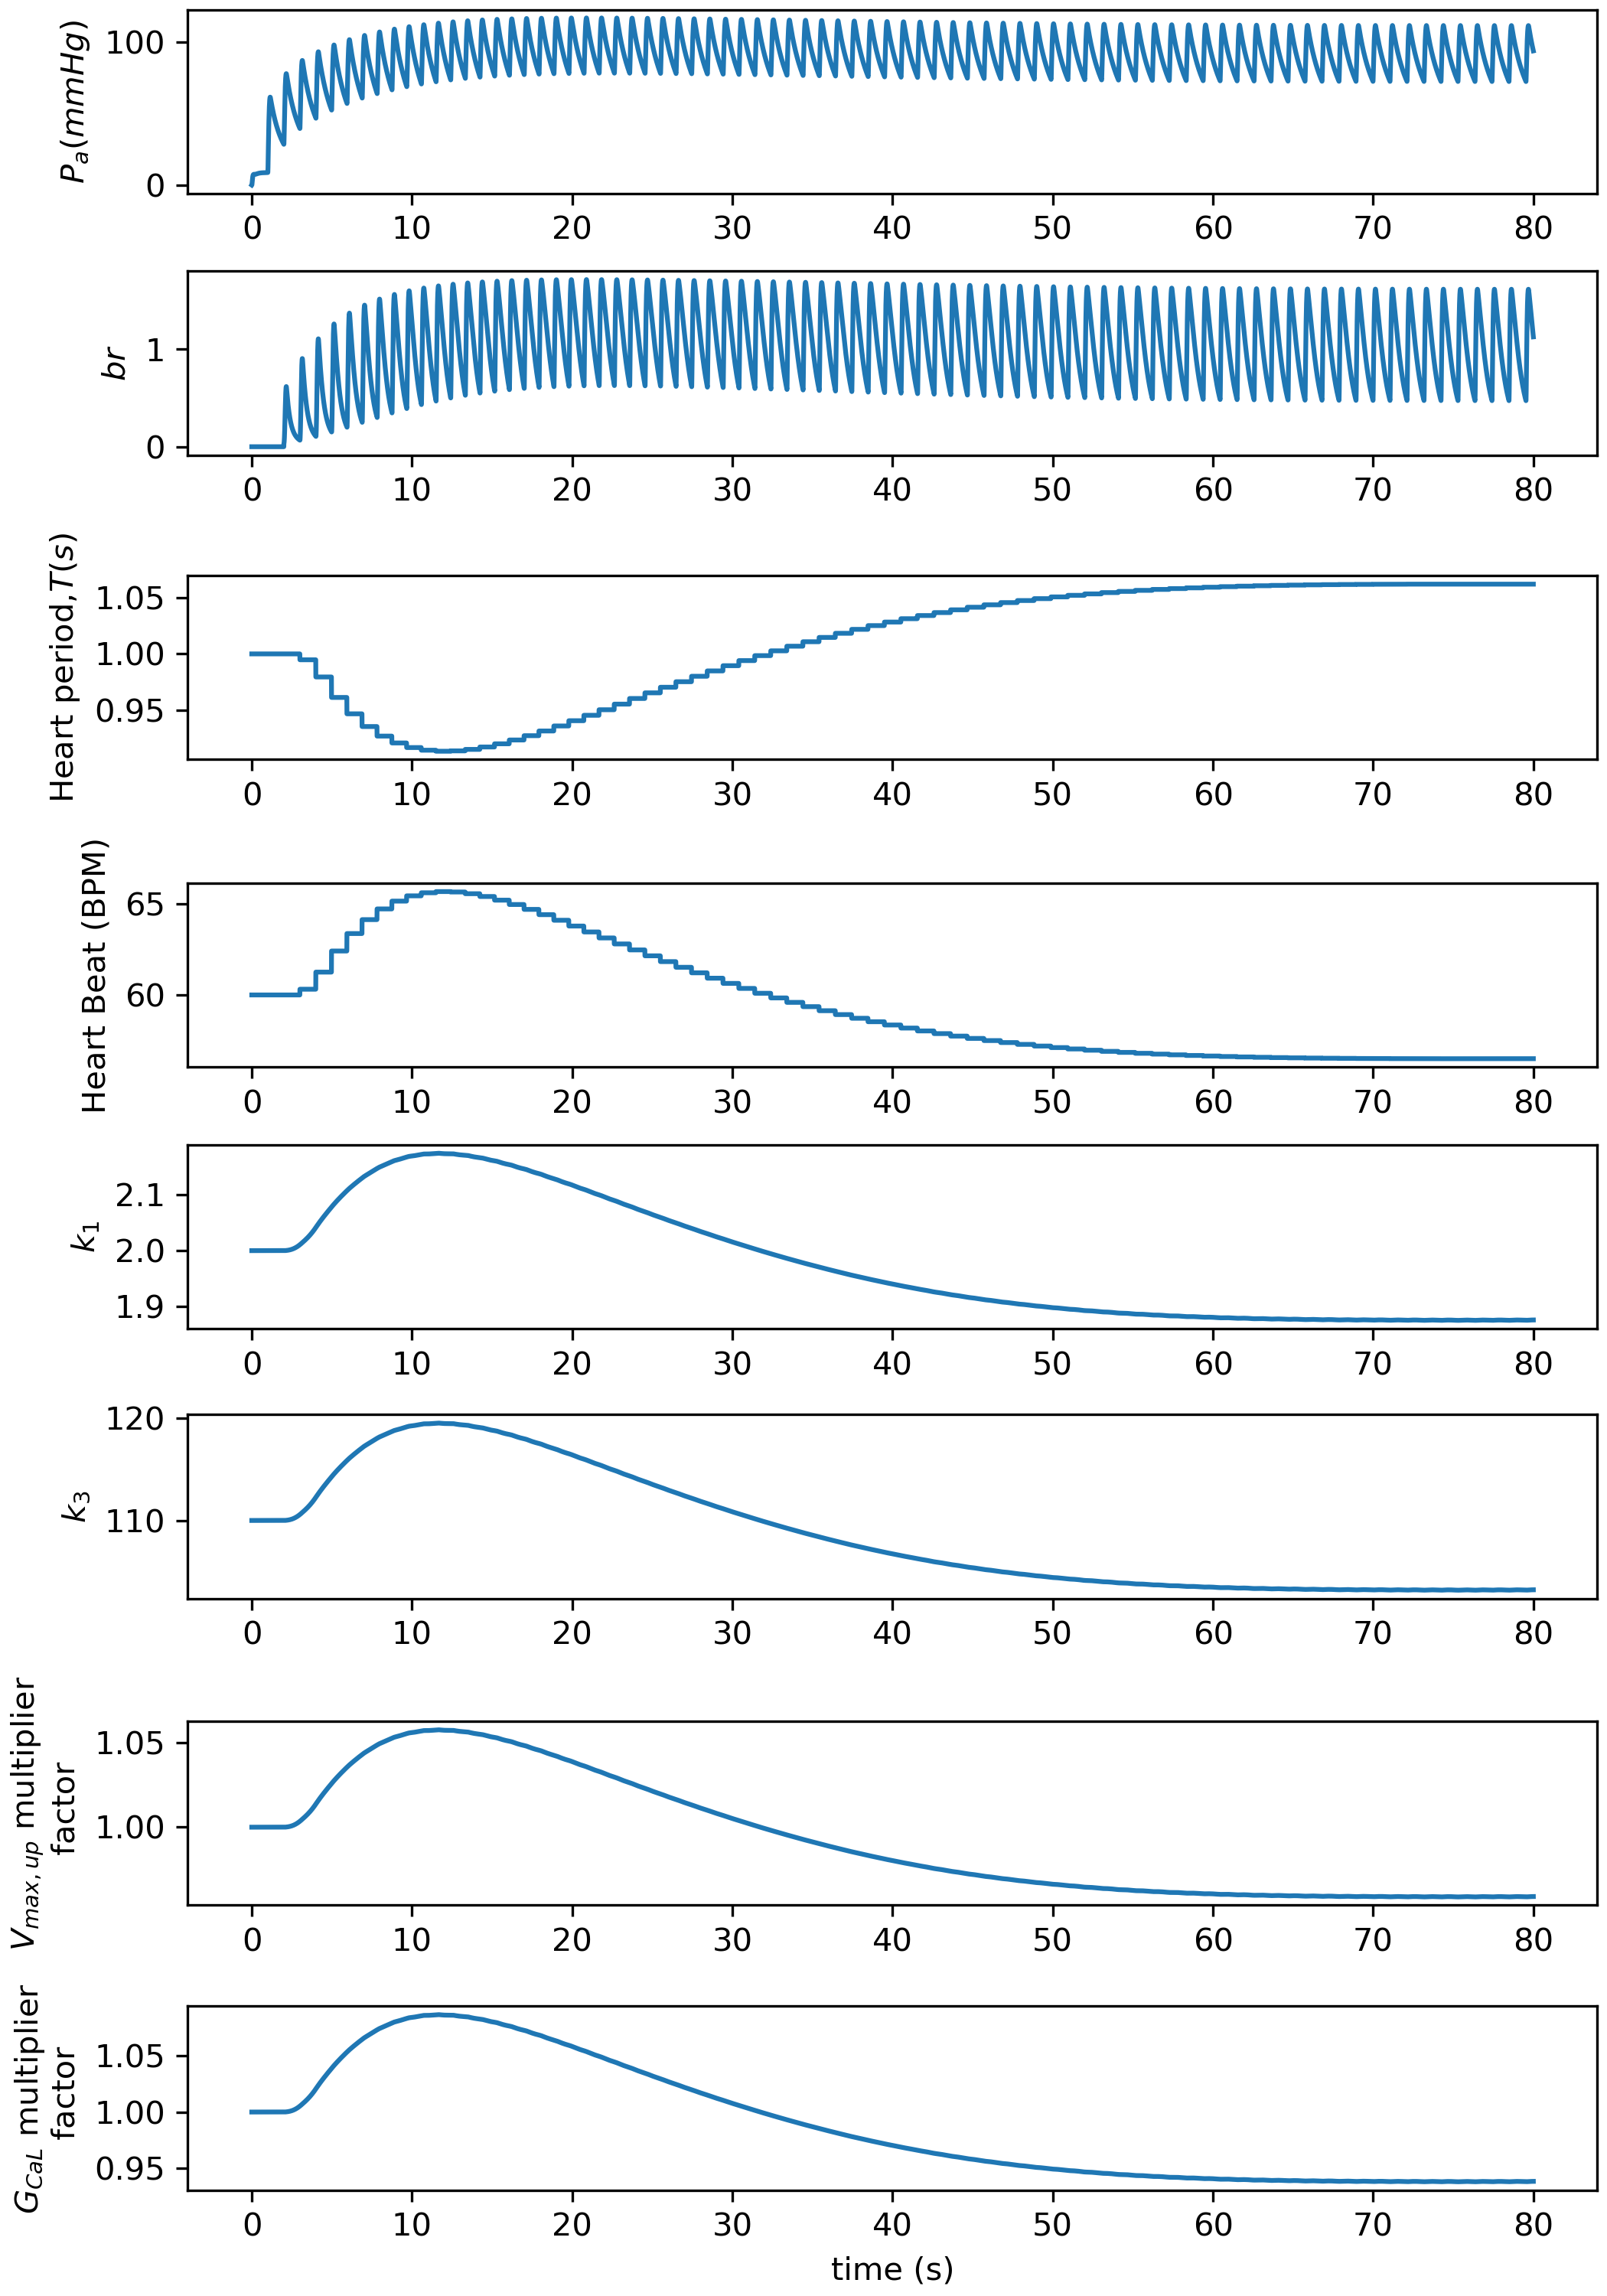 P_a(mmHg)
100
0
0 10 20 30 40 50 60 70 80
br
1
0
0 10 20 30 40 50 60 70 80
Heart period,T(s)
1.05
1.00
0.95
0 10 20 30 40 50 60 70 80
Heart Beat (BPM)
65
60
0 10 20 30 40 50 60 70 80
k_1
2.1
2.0
1.9
0 10 20 30 40 50 60 70 80
k_3
120
110
0 10 20 30 40 50 60 70 80
V_{max,up} multiplier
factor
1.05
1.00
0 10 20 30 40 50 60 70 80
G_{CaL} multiplier
factor
1.05
1.00
0.95
0 10 20 30 40 50 60 70 80
time (s)